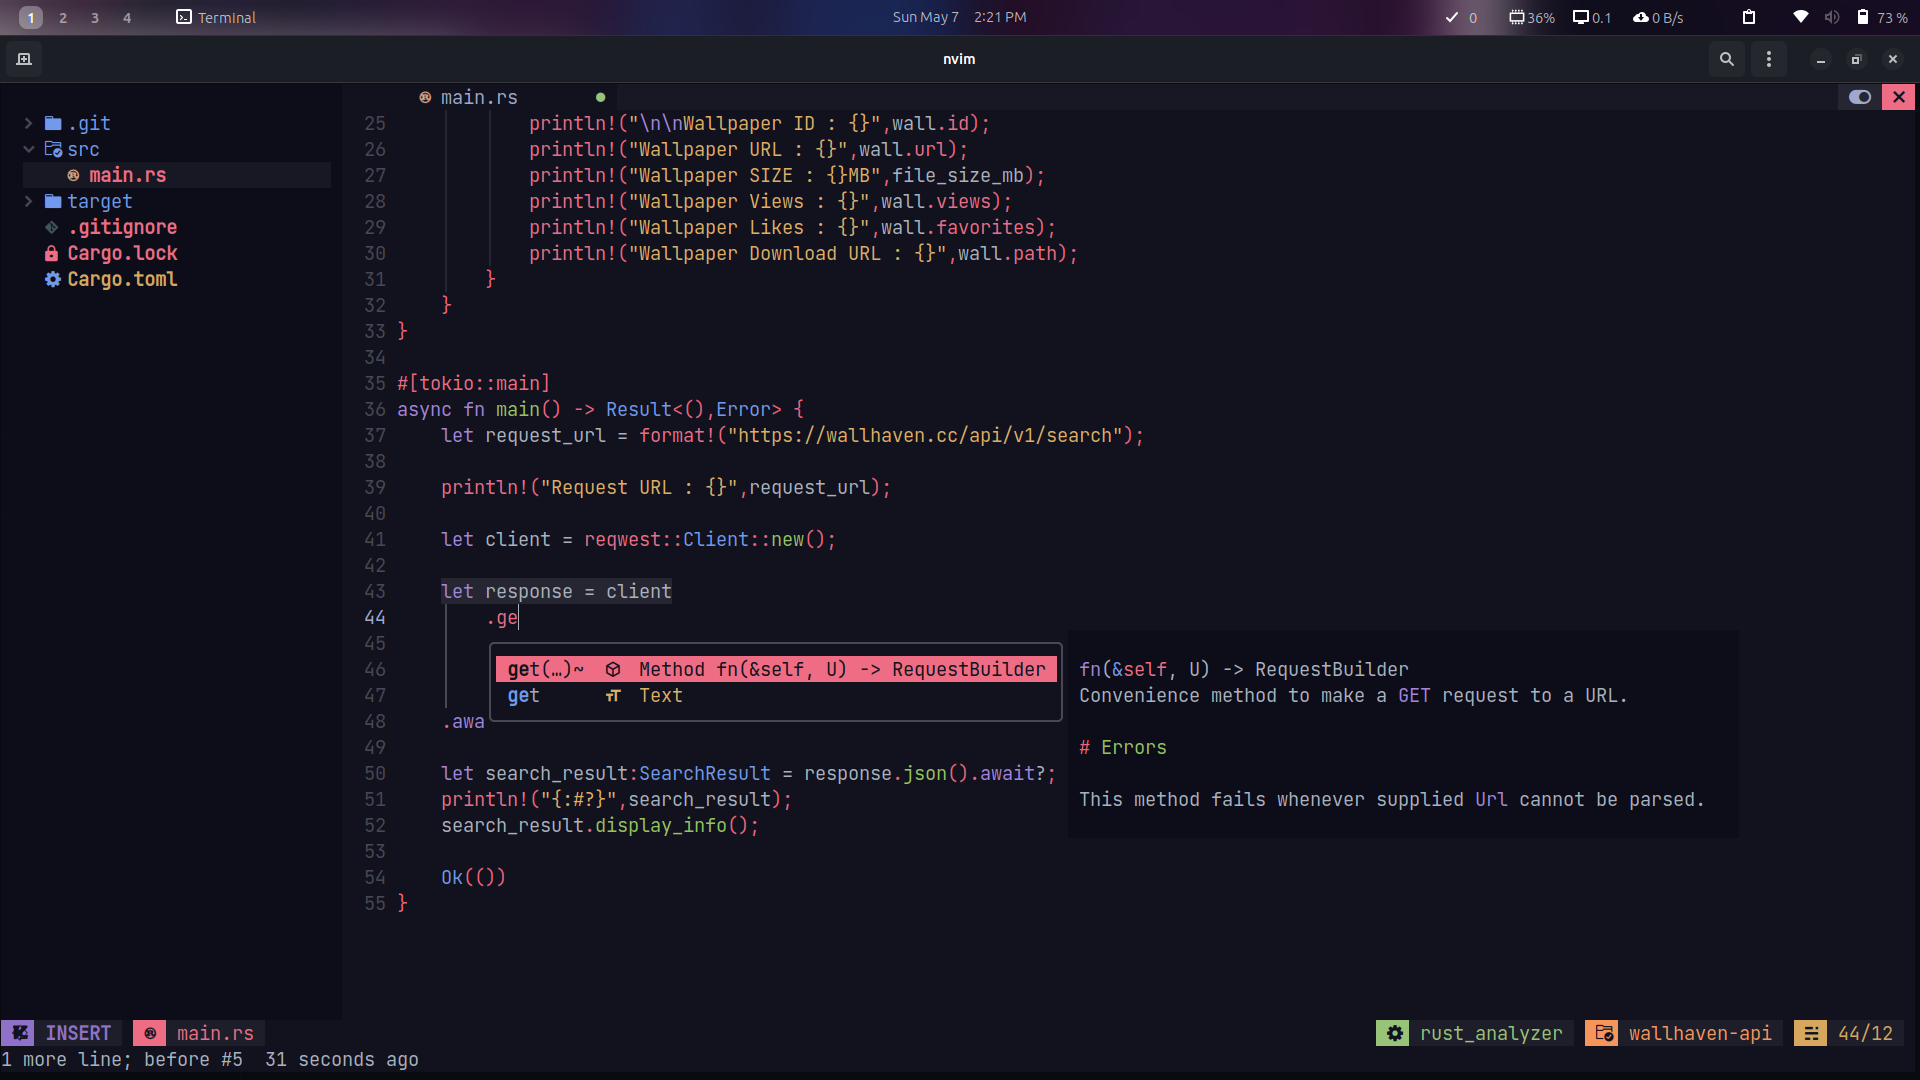 1 2 3 4 Terminal Sun May 7 2:21 PM 0 36% 0.1 0 B/s 73 %
nvim
main.rs
.git
src
main.rs
target
.gitignore
Cargo.lock
Cargo.toml
25 println!("\n\nWallpaper ID : {}",wall.id);
26 println!("Wallpaper URL : {}",wall.url);
27 println!("Wallpaper SIZE : {}MB",file_size_mb);
28 println!("Wallpaper Views : {}",wall.views);
29 println!("Wallpaper Likes : {}",wall.favorites);
30 println!("Wallpaper Download URL : {}",wall.path);
31 }
32 }
33 }
34
35 #[tokio::main]
36 async fn main() -> Result<(),Error> {
37 let request_url = format!("https://wallhaven.cc/api/v1/search");
38
39 println!("Request URL : {}",request_url);
40
41 let client = reqwest::Client::new();
42
43 let response = client
44 .ge
45
46
47
48 .awa
49
50 let search_result:SearchResult = response.json().await?;
51 println!("{:#?}",search_result);
52 search_result.display_info();
53
54 Ok(())
55 }
get(…)~ Method fn(&self, U) -> RequestBuilder
get Text
fn(&self, U) -> RequestBuilder
Convenience method to make a GET request to a URL.
# Errors
This method fails whenever supplied Url cannot be parsed.
INSERT main.rs rust_analyzer wallhaven-api 44/12
1 more line; before #5 31 seconds ago